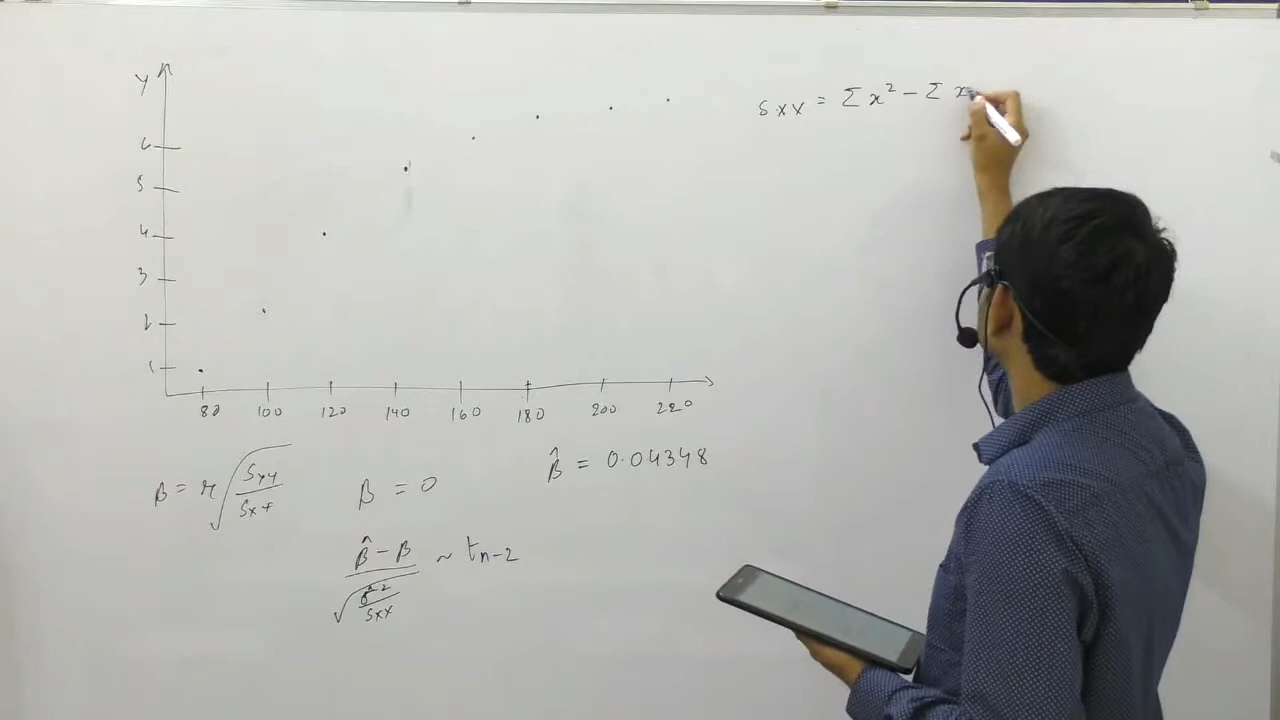 Y
6
5
4
3
2
1
80 100 120 140 160 180 200 220
Sxx = Σx² - Σx
β = r√(Syy/Sxx)
β = 0
β̂ = 0.04348
(β̂ - β)/√(σ̂²/Sxx) ~ tn-2